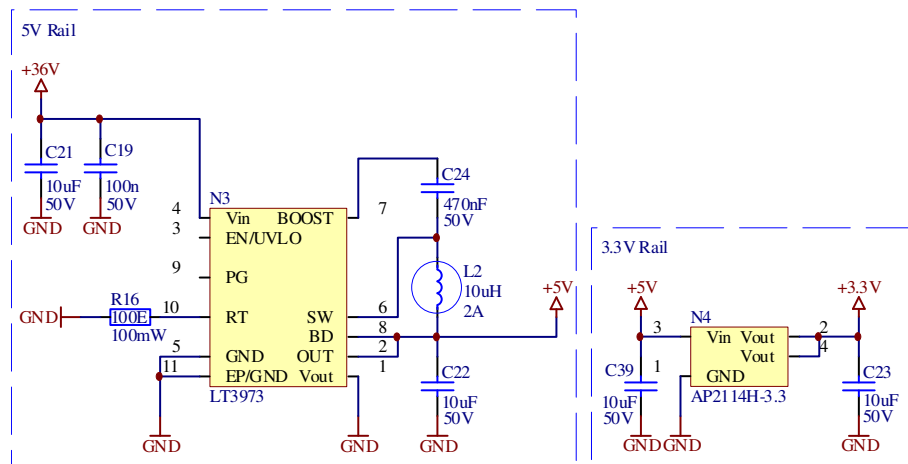 5V Rail
+36V
C21
10uF
50V
GND
C19
100n
50V
GND
N3
4 Vin BOOST 7
3 EN/UVLO
9 PG
GND R16 100E 100mW 10 RT
SW 6
BD 8
5 GND OUT 2
11 EP/GND Vout 1
LT3973
GND
GND
C24
470nF
50V
L2
10uH
2A
+5V
C22
10uF
50V
GND
3.3V Rail
+5V
+3.3V
N4
3 Vin Vout 2
Vout 4
1 GND
AP2114H-3.3
C39
10uF
50V
GND
GND
C23
10uF
50V
GND